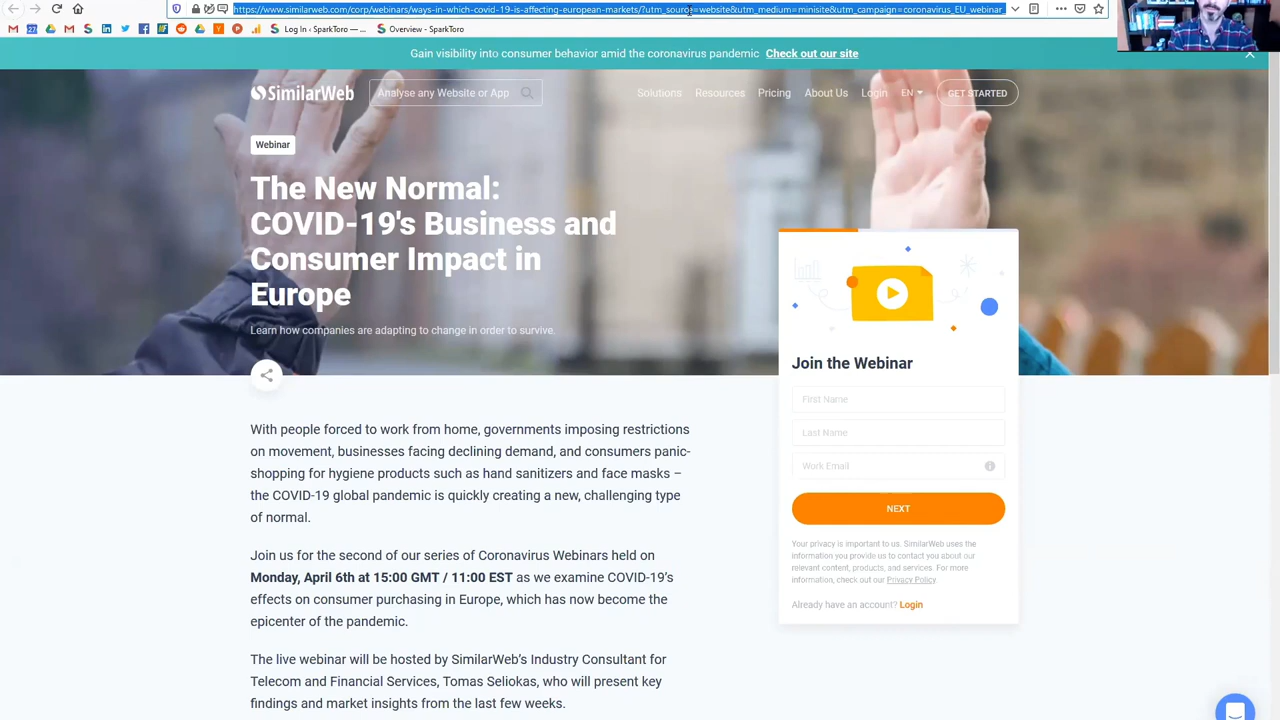 https://www.similarweb.com/corp/webinars/ways-in-which-covid-19-is-affecting-european-markets/?utm_source=website&utm_medium=minisite&utm_campaign=coronavirus_EU_webinar_
Log In ‹ SparkToro — ...
Overview - SparkToro
Gain visibility into consumer behavior amid the coronavirus pandemic Check out our site
SimilarWeb
Analyse any Website or App
Solutions
Resources
Pricing
About Us
Login
EN
GET STARTED
Webinar
The New Normal:
COVID-19's Business and
Consumer Impact in
Europe
Learn how companies are adapting to change in order to survive.
With people forced to work from home, governments imposing restrictions
on movement, businesses facing declining demand, and consumers panic-
shopping for hygiene products such as hand sanitizers and face masks –
the COVID-19 global pandemic is quickly creating a new, challenging type
of normal.
Join us for the second of our series of Coronavirus Webinars held on
Monday, April 6th at 15:00 GMT / 11:00 EST as we examine COVID-19's
effects on consumer purchasing in Europe, which has now become the
epicenter of the pandemic.
The live webinar will be hosted by SimilarWeb's Industry Consultant for
Telecom and Financial Services, Tomas Seliokas, who will present key
findings and market insights from the last few weeks.
Join the Webinar
First Name
Last Name
Work Email
NEXT
Your privacy is important to us. SimilarWeb uses the
information you provide us to contact you about our
relevant content, products, and services. For more
information, check out our Privacy Policy.
Already have an account? Login